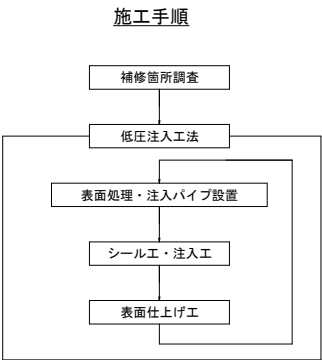 施工手順
補修箇所調査
低圧注入工法
表面処理・注入パイプ設置
シール工・注入工
表面仕上げ工